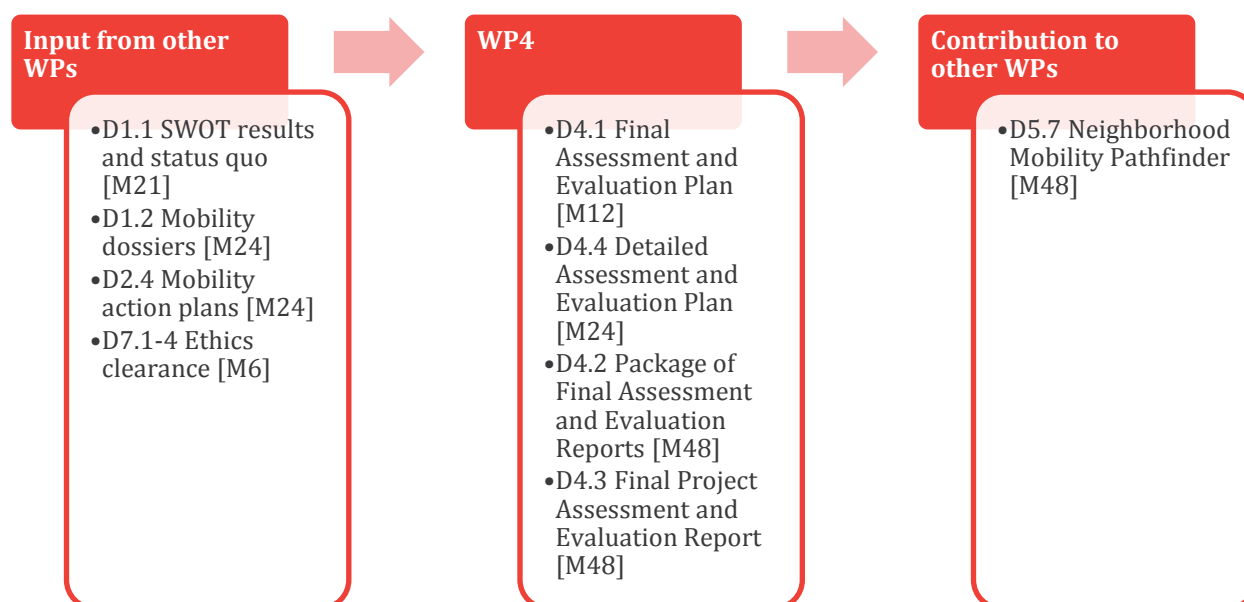 Input from other
WPs
•D1.1 SWOT results
and status quo
[M21]
•D1.2 Mobility
dossiers [M24]
•D2.4 Mobility
action plans [M24]
•D7.1-4 Ethics
clearance [M6]
WP4
•D4.1 Final
Assessment and
Evaluation Plan
[M12]
•D4.4 Detailed
Assessment and
Evaluation Plan
[M24]
•D4.2 Package of
Final Assessment
and Evaluation
Reports [M48]
•D4.3 Final Project
Assessment and
Evaluation Report
[M48]
Contribution to
other WPs
•D5.7 Neighborhood
Mobility Pathfinder
[M48]